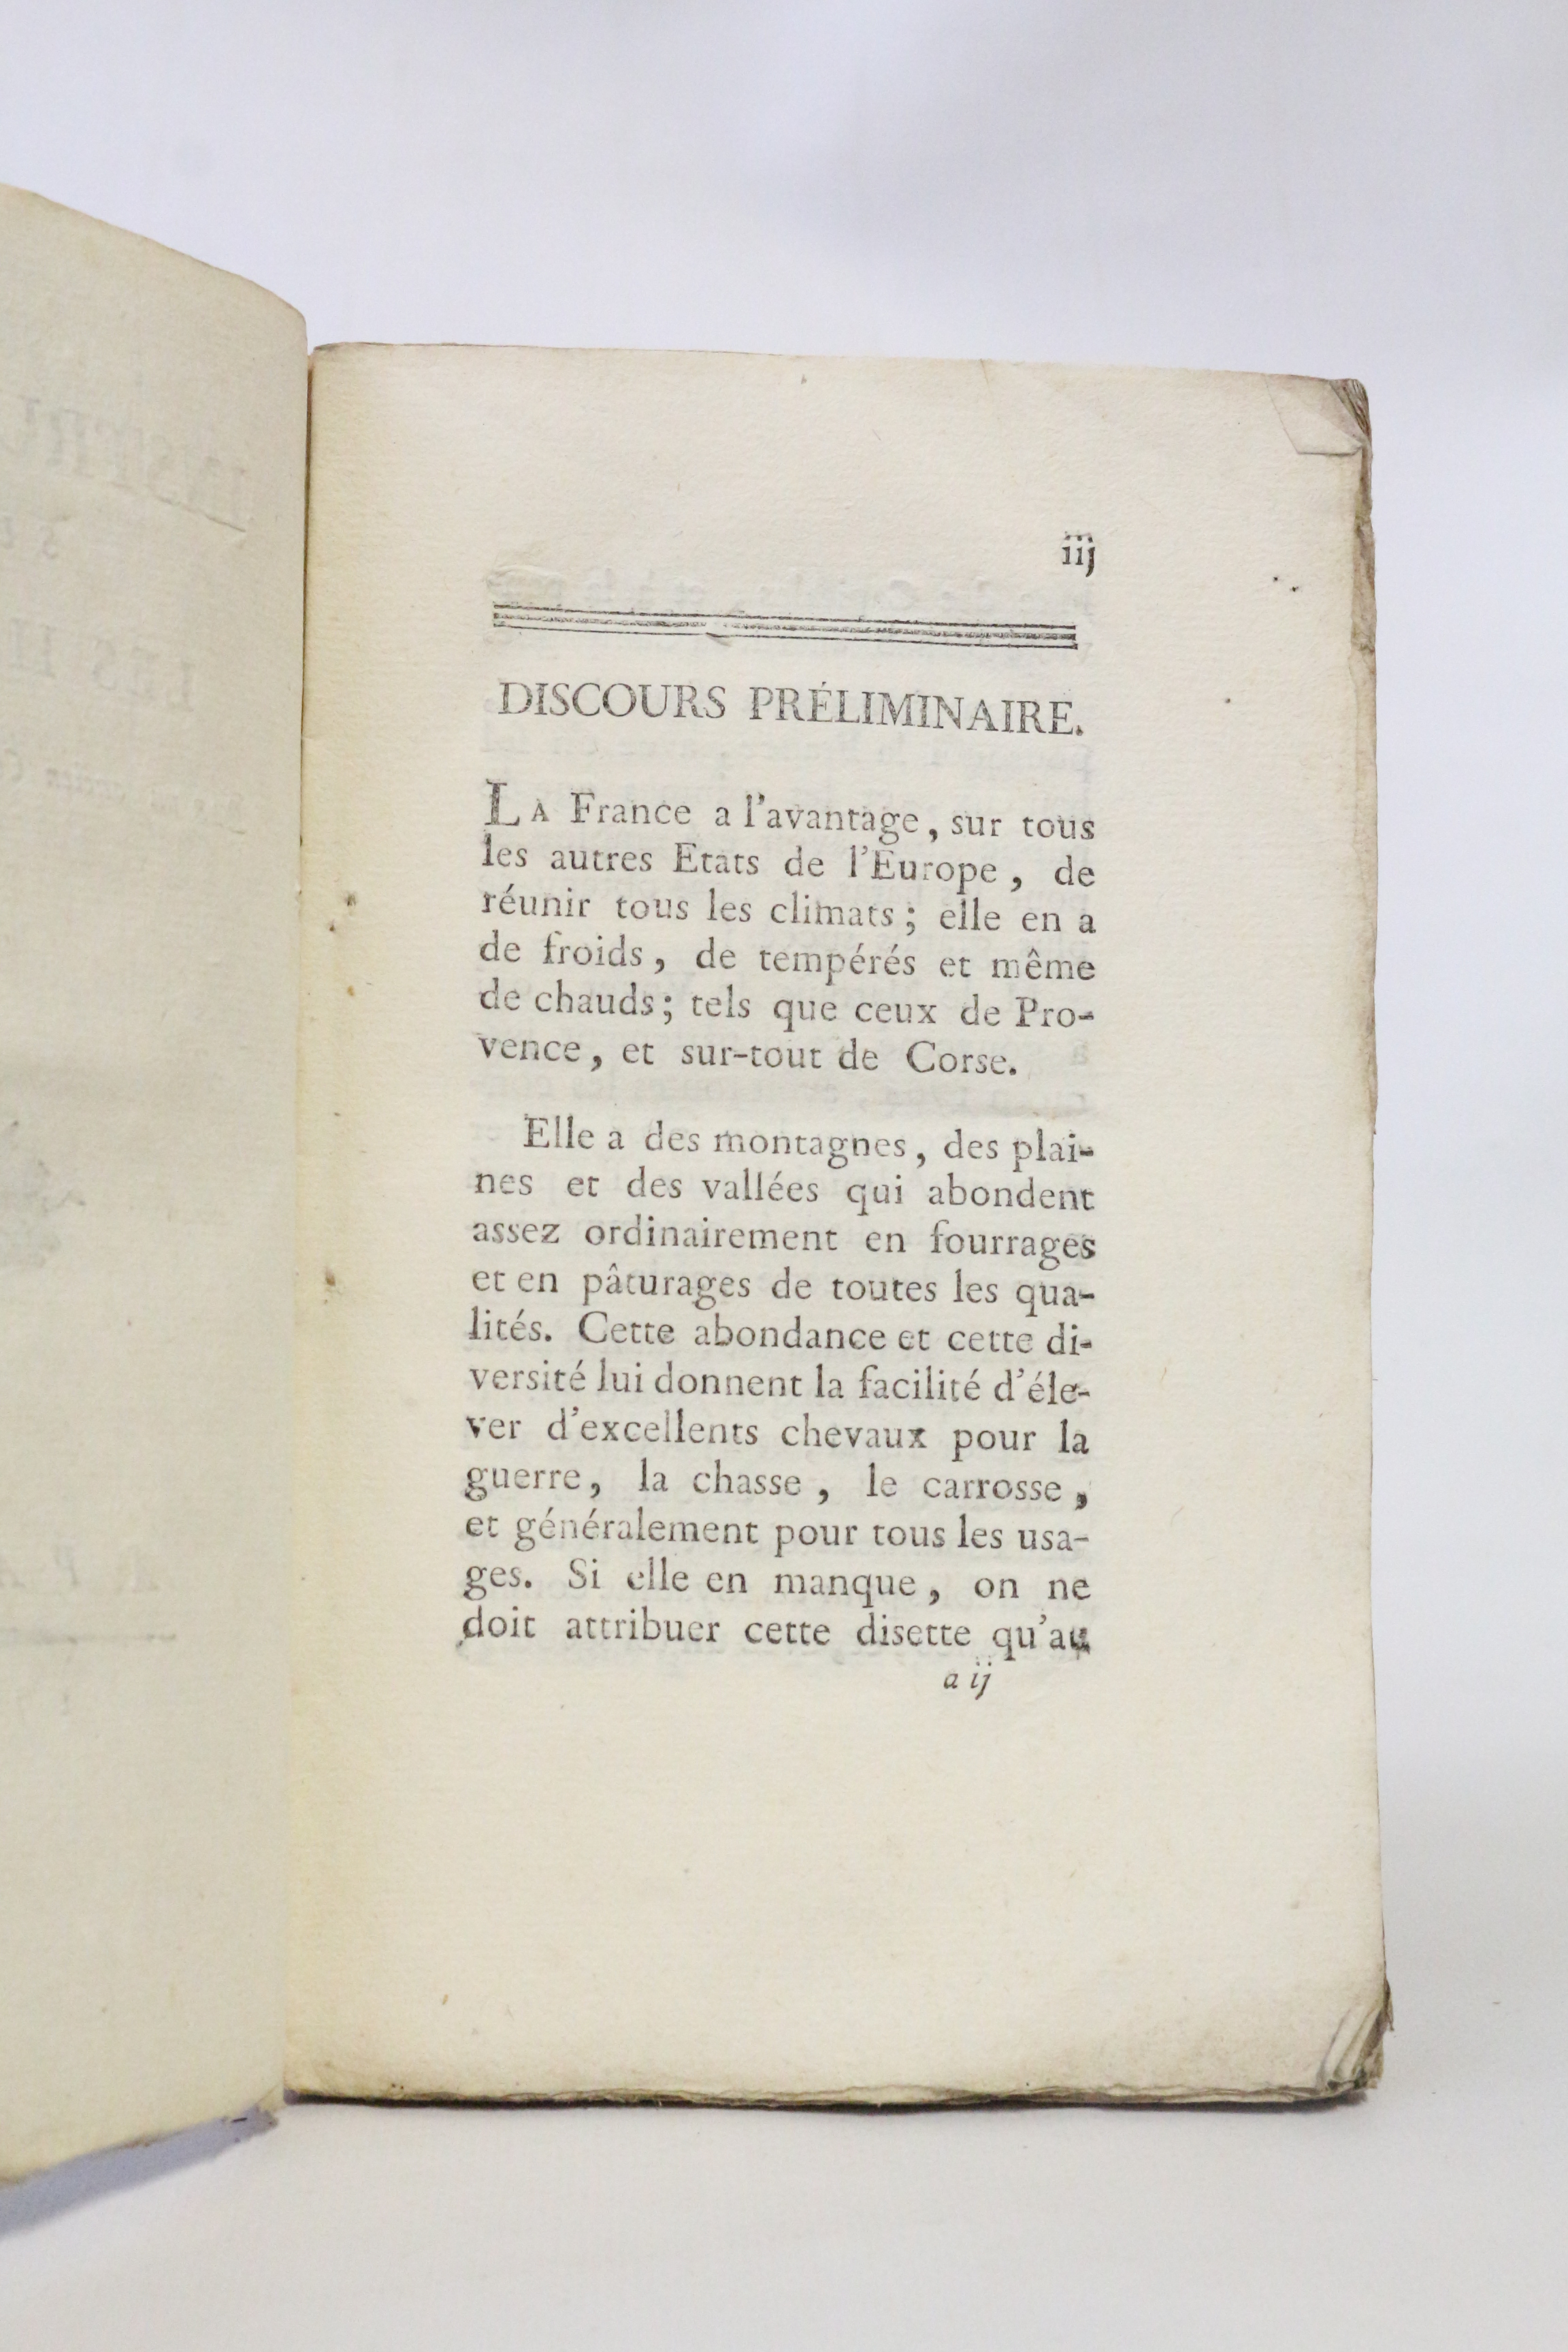 iij
DISCOURS PRÉLIMINAIRE.
LA France a l'avantage, sur tous
les autres Etats de l'Europe, de
réunir tous les climats; elle en a
de froids, de tempérés et même
de chauds; tels que ceux de Pro-
vence, et sur-tout de Corse.
Elle a des montagnes, des plai-
nes et des vallées qui abondent
assez ordinairement en fourrages
et en pâturages de toutes les qua-
lités. Cette abondance et cette di-
versité lui donnent la facilité d'éle-
ver d'excellents chevaux pour la
guerre, la chasse, le carrosse,
et généralement pour tous les usa-
ges. Si elle en manque, on ne
doit attribuer cette disette qu'au
a ij